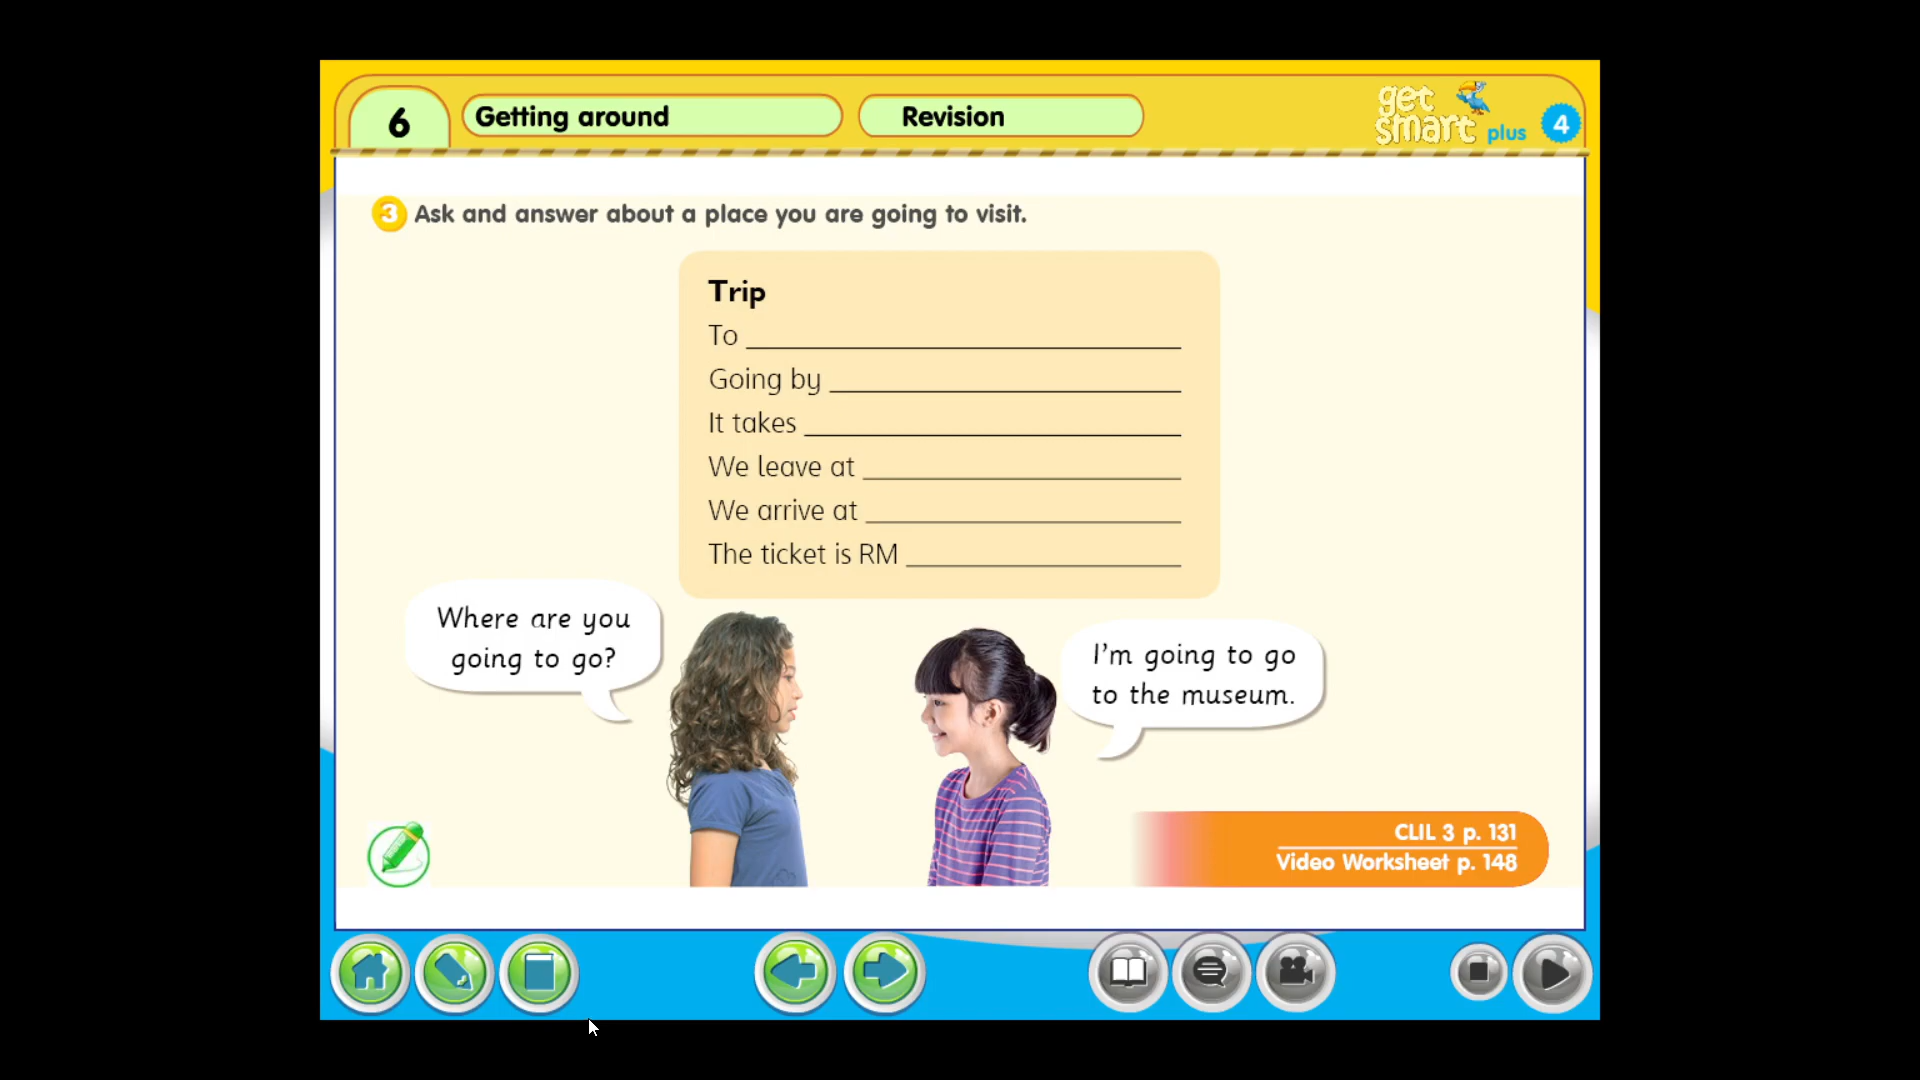 6
Getting around
Revision
get
smart plus 4
3 Ask and answer about a place you are going to visit.
Trip
To
Going by
It takes
We leave at
We arrive at
The ticket is RM
Where are you
going to go?
I'm going to go
to the museum.
CLIL 3 p. 131
Video Worksheet p. 148